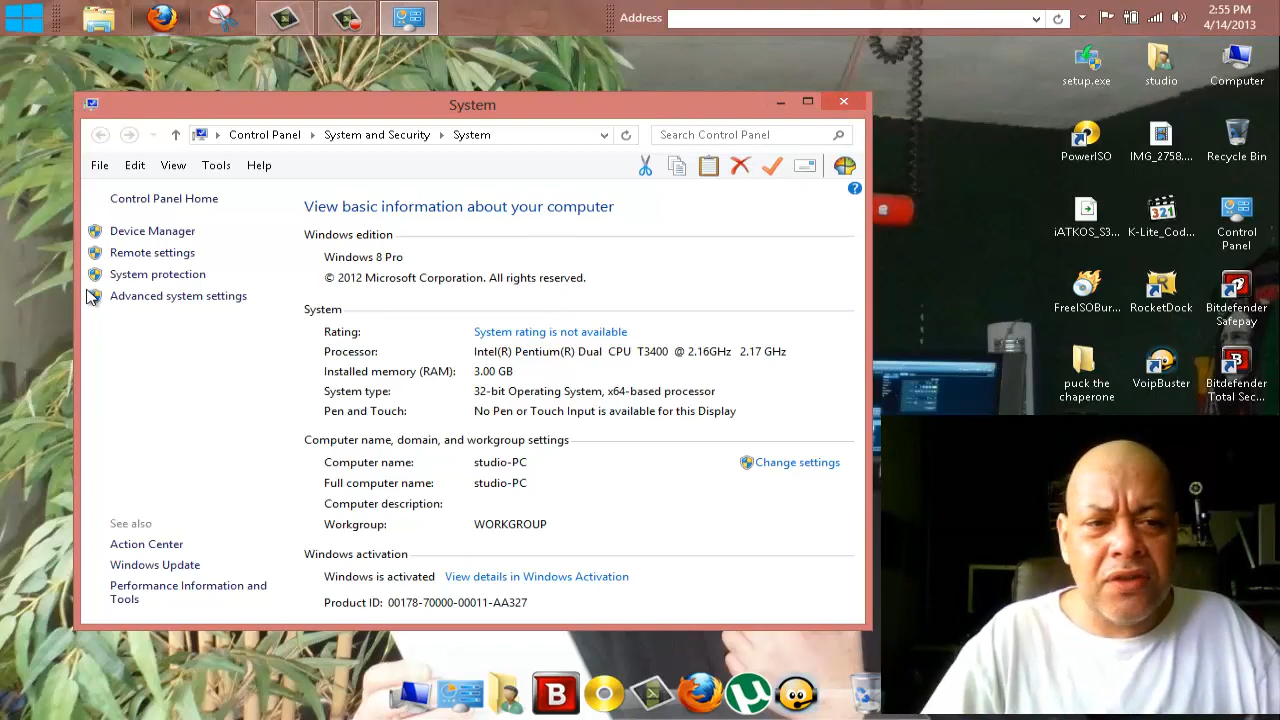 Address
2:55 PM
4/14/2013
setup.exe
studio
Computer
System
Control Panel
System and Security
System
Search Control Panel
PowerISO
IMG_2758....
Recycle Bin
File
Edit
View
Tools
Help
Control Panel Home
View basic information about your computer
Device Manager
Remote settings
System protection
Advanced system settings
Windows edition
Windows 8 Pro
© 2012 Microsoft Corporation. All rights reserved.
iATKOS_S3...
K-Lite_Cod...
Control
Panel
System
Rating:
System rating is not available
Processor:
Intel(R) Pentium(R) Dual CPU T3400 @ 2.16GHz 2.17 GHz
Installed memory (RAM):
3.00 GB
System type:
32-bit Operating System, x64-based processor
Pen and Touch:
No Pen or Touch Input is available for this Display
FreeISOBur...
RocketDock
Bitdefender
Safepay
puck the
chaperone
VoipBuster
Bitdefender
Total Sec...
Computer name, domain, and workgroup settings
Computer name:
studio-PC
Change settings
Full computer name:
studio-PC
Computer description:
Workgroup:
WORKGROUP
See also
Action Center
Windows Update
Performance Information and
Tools
Windows activation
Windows is activated
View details in Windows Activation
Product ID: 00178-70000-00011-AA327